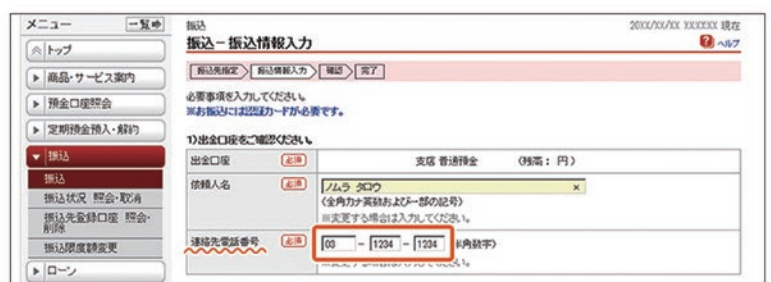 メニュー
一覧
トップ
商品・サービス案内
預金口座照会
定期預金預入・解約
振込
振込
振込状況 照会・取消
振込先登録口座 照会・削除
振込限度額変更
ローン
振込
20XX/XX/XX XXXXXX 現在
振込－振込情報入力
ヘルプ
振込先指定
振込情報入力
確認
完了
必要事項を入力してください。
※お振込には認証カードが必要です。
1)出金口座をご確認ください。
出金口座 必須 支店 普通預金 (残高： 円)
依頼人名 必須 ノムラ タロウ ×
(全角カナ英数および一部の記号)
※変更する場合は入力してください。
連絡先電話番号 必須 03 － 1234 － 1234 半角数字)